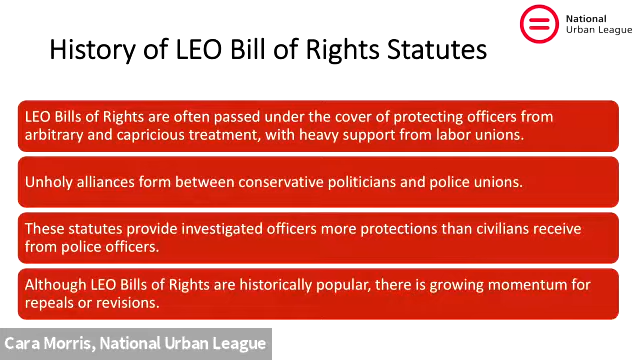 National
Urban League
History of LEO Bill of Rights Statutes
LEO Bills of Rights are often passed under the cover of protecting officers from
arbitrary and capricious treatment, with heavy support from labor unions.
Unholy alliances form between conservative politicians and police unions.
These statutes provide investigated officers more protections than civilians receive
from police officers.
Although LEO Bills of Rights are historically popular, there is growing momentum for
repeals or revisions.
Cara Morris, National Urban League